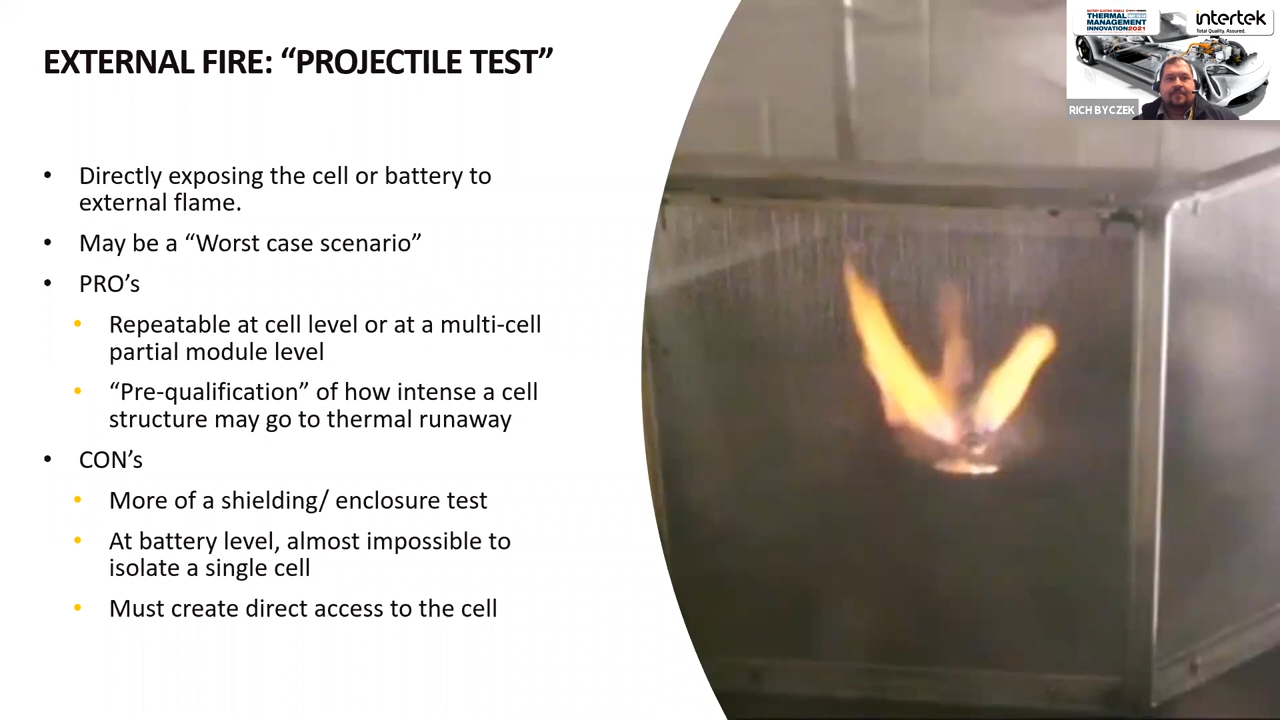 EXTERNAL FIRE: “PROJECTILE TEST”
• Directly exposing the cell or battery to
external flame.
• May be a “Worst case scenario”
• PRO’s
• Repeatable at cell level or at a multi-cell
partial module level
• “Pre-qualification” of how intense a cell
structure may go to thermal runaway
• CON’s
• More of a shielding/ enclosure test
• At battery level, almost impossible to
isolate a single cell
• Must create direct access to the cell
THERMAL
MANAGEMENT
INNOVATION2021
intertek
Total Quality. Assured.
RICH BYCZEK